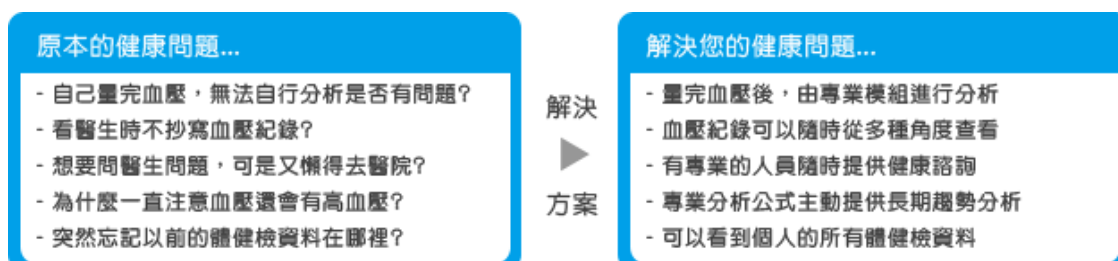 原本的健康問題...
- 自己量完血壓，無法自行分析是否有問題?
- 看醫生時不抄寫血壓紀錄?
- 想要問醫生問題，可是又懶得去醫院?
- 為什麼一直注意血壓還會有高血壓?
- 突然忘記以前的體健檢資料在哪裡?
解決
方案
解決您的健康問題...
- 量完血壓後，由專業模組進行分析
- 血壓紀錄可以隨時從多種角度查看
- 有專業的人員隨時提供健康諮詢
- 專業分析公式主動提供長期趨勢分析
- 可以看到個人的所有體健檢資料